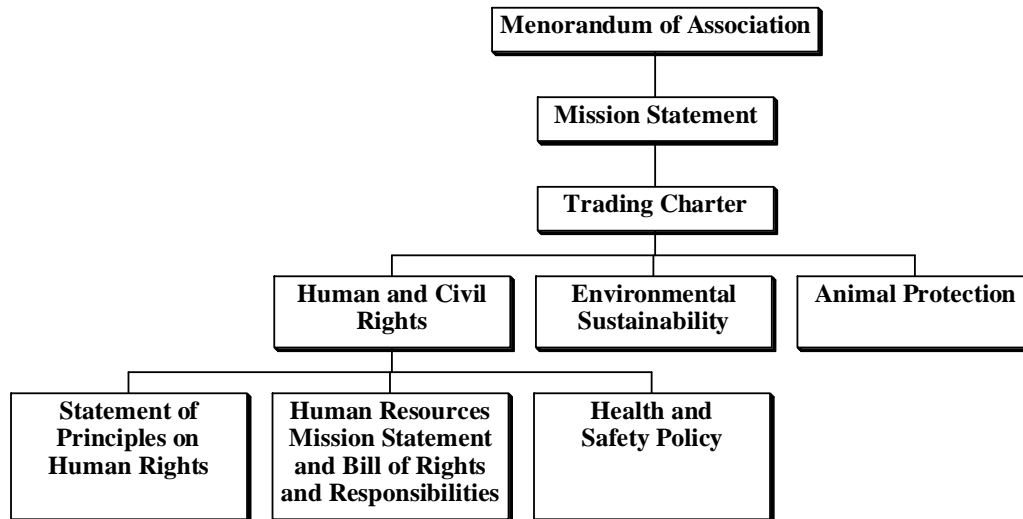 Menorandum of Association
Mission Statement
Trading Charter
Human and Civil
Rights
Environmental
Sustainability
Animal Protection
Statement of
Principles on
Human Rights
Human Resources
Mission Statement
and Bill of Rights
and Responsibilities
Health and
Safety Policy